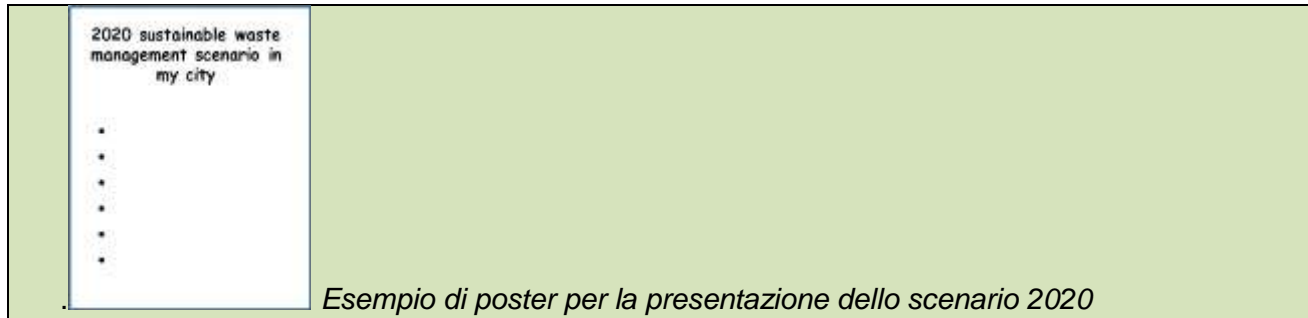 2020 sustainable waste
management scenario in
my city
•
•
•
•
•
•
. Esempio di poster per la presentazione dello scenario 2020